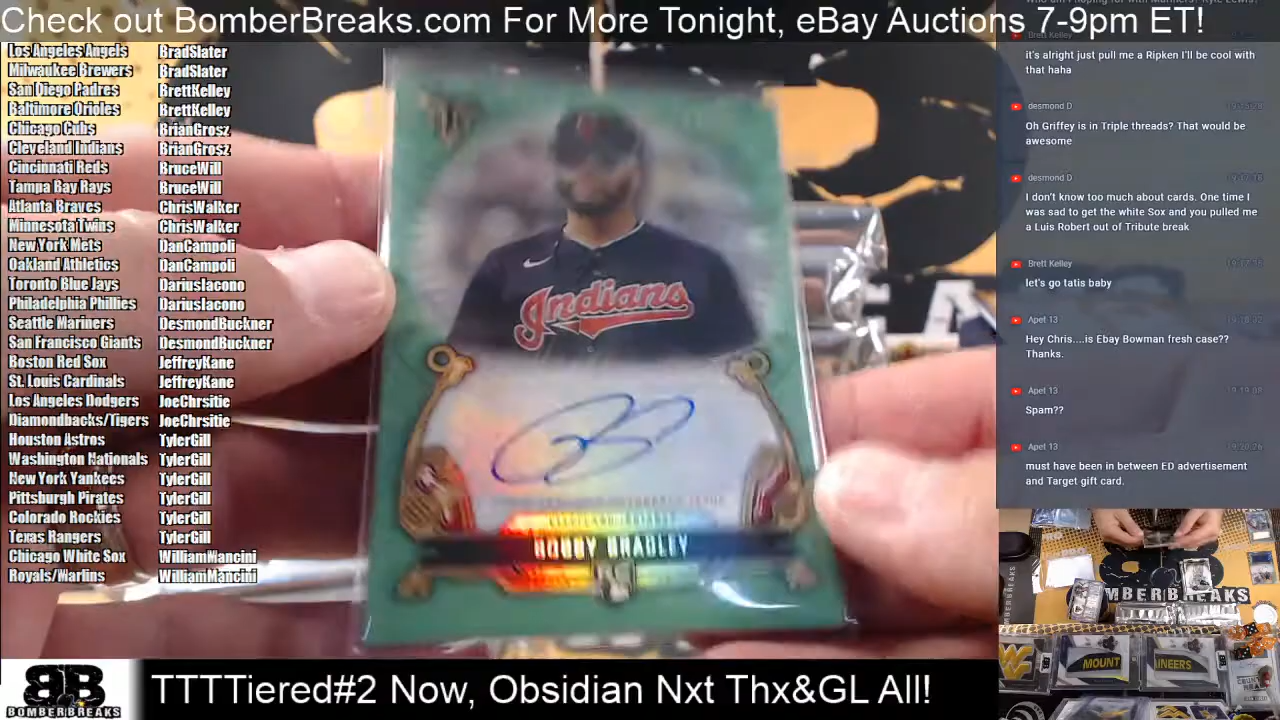 Check out BomberBreaks.com For More Tonight, eBay Auctions 7-9pm ET!
Los Angeles Angels BradSlater
Milwaukee Brewers BradSlater
San Diego Padres BrettKelley
Baltimore Orioles BrettKelley
Chicago Cubs BrianGrosz
Cleveland Indians BrianGrosz
Cincinnati Reds BruceWill
Tampa Bay Rays BruceWill
Atlanta Braves ChrisWalker
Minnesota Twins ChrisWalker
New York Mets DanCampoli
Oakland Athletics DanCampoli
Toronto Blue Jays DariusIacono
Philadelphia Phillies DariusIacono
Seattle Mariners DesmondBuckner
San Francisco Giants DesmondBuckner
Boston Red Sox JeffreyKane
St. Louis Cardinals JeffreyKane
Los Angeles Dodgers JoeChrsitie
Diamondbacks/Tigers JoeChrsitie
Houston Astros TylerGill
Washington Nationals TylerGill
New York Yankees TylerGill
Pittsburgh Pirates TylerGill
Colorado Rockies TylerGill
Texas Rangers TylerGill
Chicago White Sox WilliamMancini
Royals/Marlins WilliamMancini
Indians
BOBBY BRADLEY
RC
Brett Kelley
it's alright just pull me a Ripken I'll be cool with
that haha
desmond D
Oh Griffey is in Triple threads? That would be
awesome
desmond D
I don't know too much about cards. One time I
was sad to get the white Sox and you pulled me
a Luis Robert out of Tribute break
Brett Kelley
let's go tatis baby
Apet 13
Hey Chris....is Ebay Bowman fresh case??
Thanks.
Apet 13
Spam??
Apet 13
must have been in between ED advertisement
and Target gift card.
OMBERBREAKS
MOUNT
AINEERS
BB
BOMBERBREAKS
TTTTiered#2 Now, Obsidian Nxt Thx&GL All!